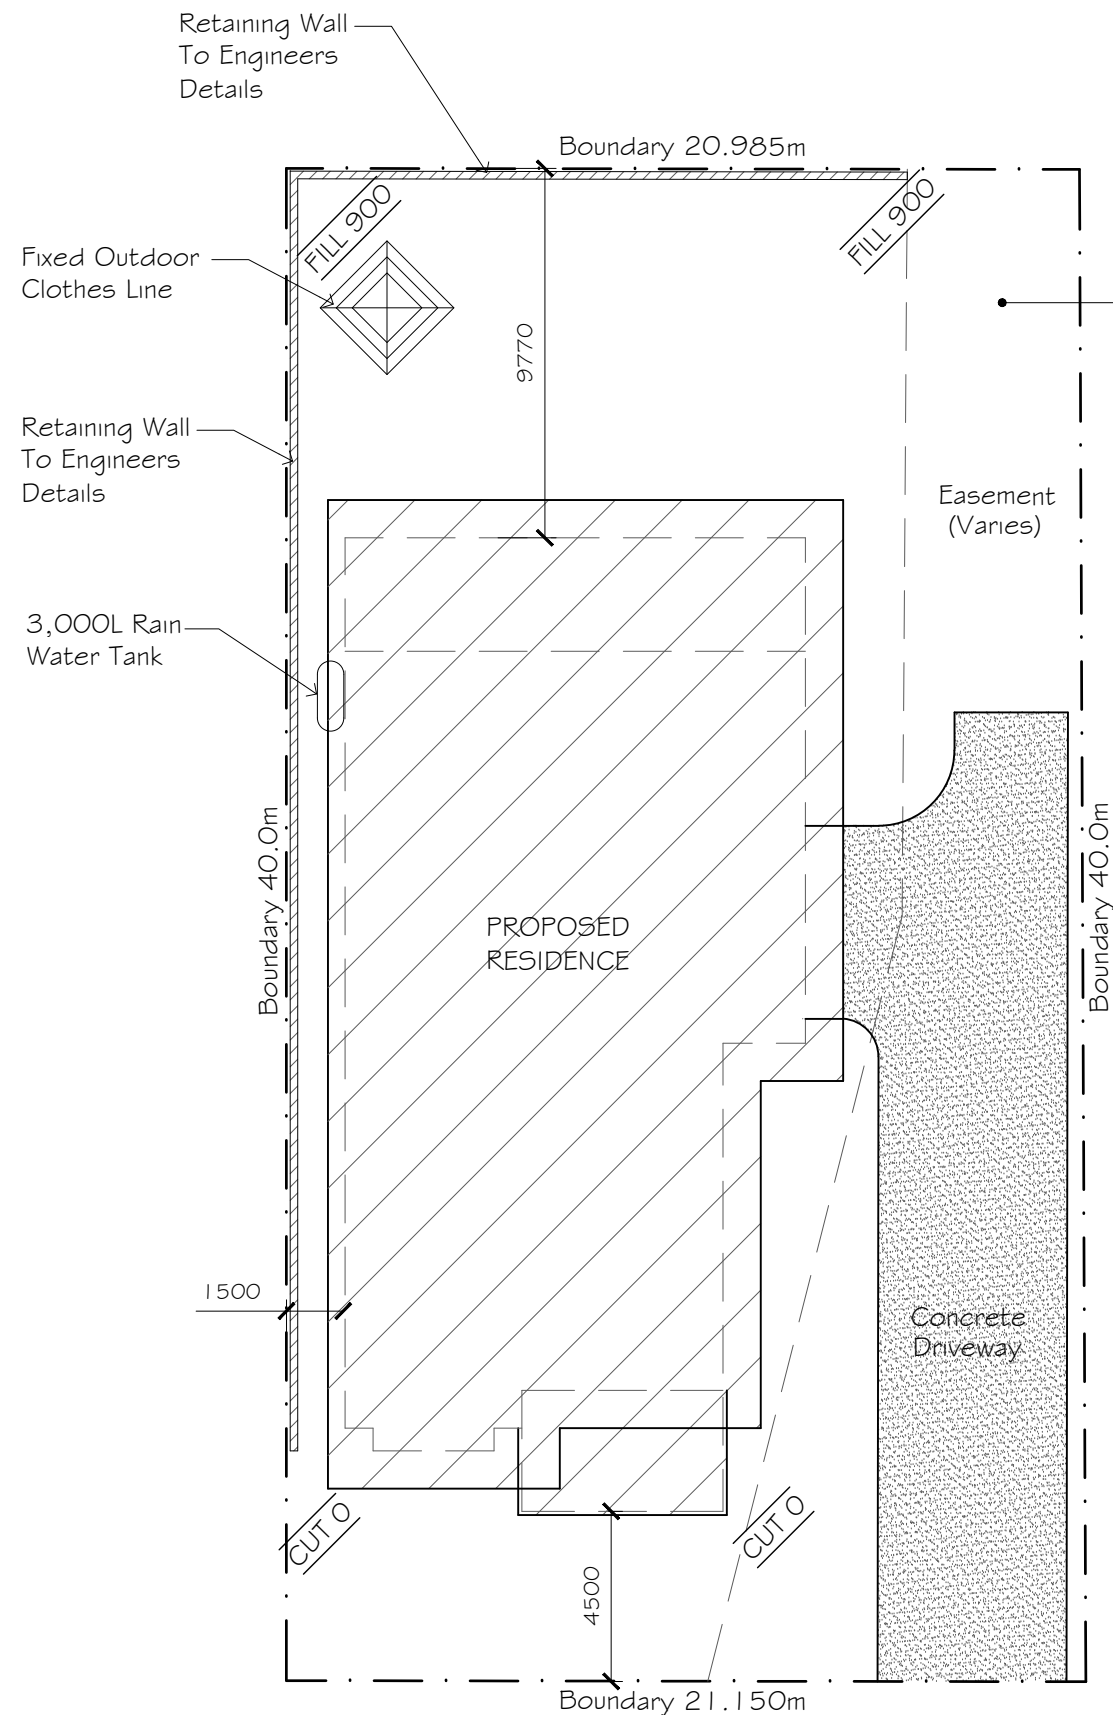 Retaining Wall
To Engineers
Details
Boundary 20.985m
FILL 900
FILL 900
Fixed Outdoor
Clothes Line
9770
Retaining Wall
To Engineers
Details
Easement
(Varies)
3,000L Rain
Water Tank
Boundary 40.0m
Boundary 40.0m
PROPOSED
RESIDENCE
1500
Concrete
Driveway
CUT 0
CUT 0
4500
Boundary 21.150m